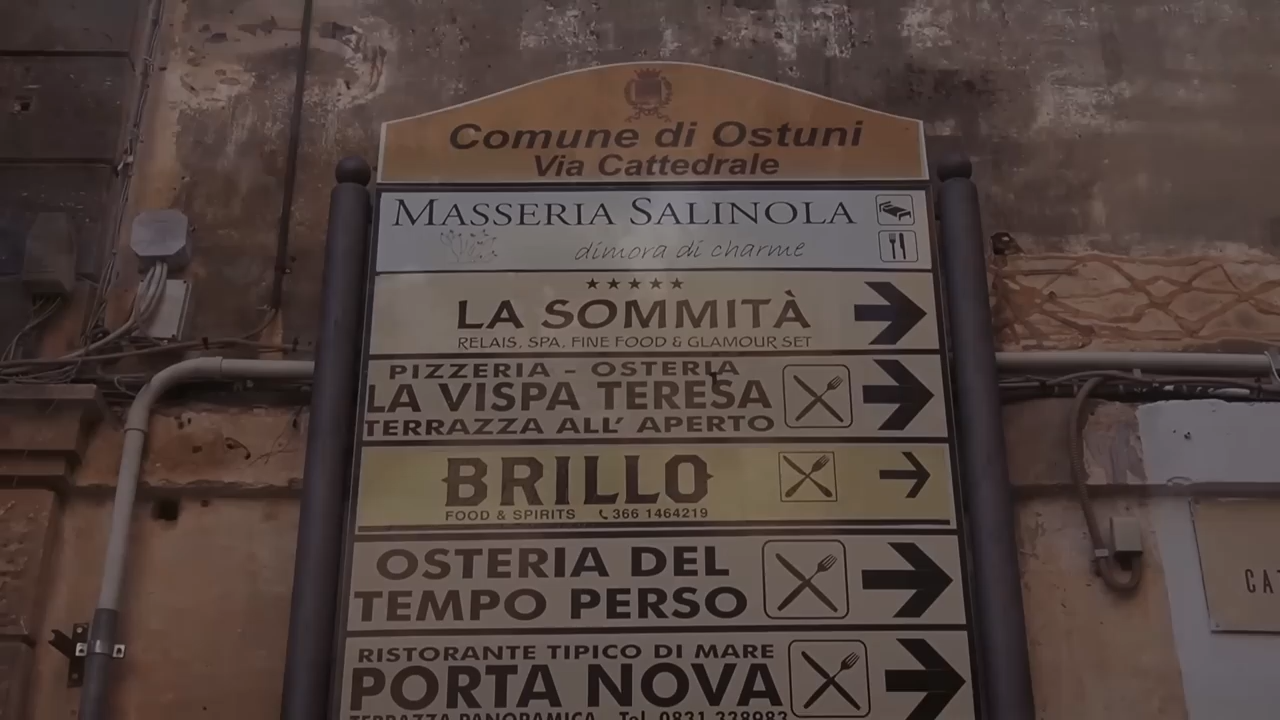 Comune di Ostuni
Via Cattedrale
MASSERIA SALINOLA
dimora di charme
LA SOMMITÀ
RELAIS, SPA, FINE FOOD & GLAMOUR SET
PIZZERIA - OSTERIA
LA VISPA TERESA
TERRAZZA ALL' APERTO
BRILLO
FOOD & SPIRITS 366 1464219
OSTERIA DEL
TEMPO PERSO
RISTORANTE TIPICO DI MARE
PORTA NOVA
TERRAZZA PANORAMICA - Tel. 0831 338983